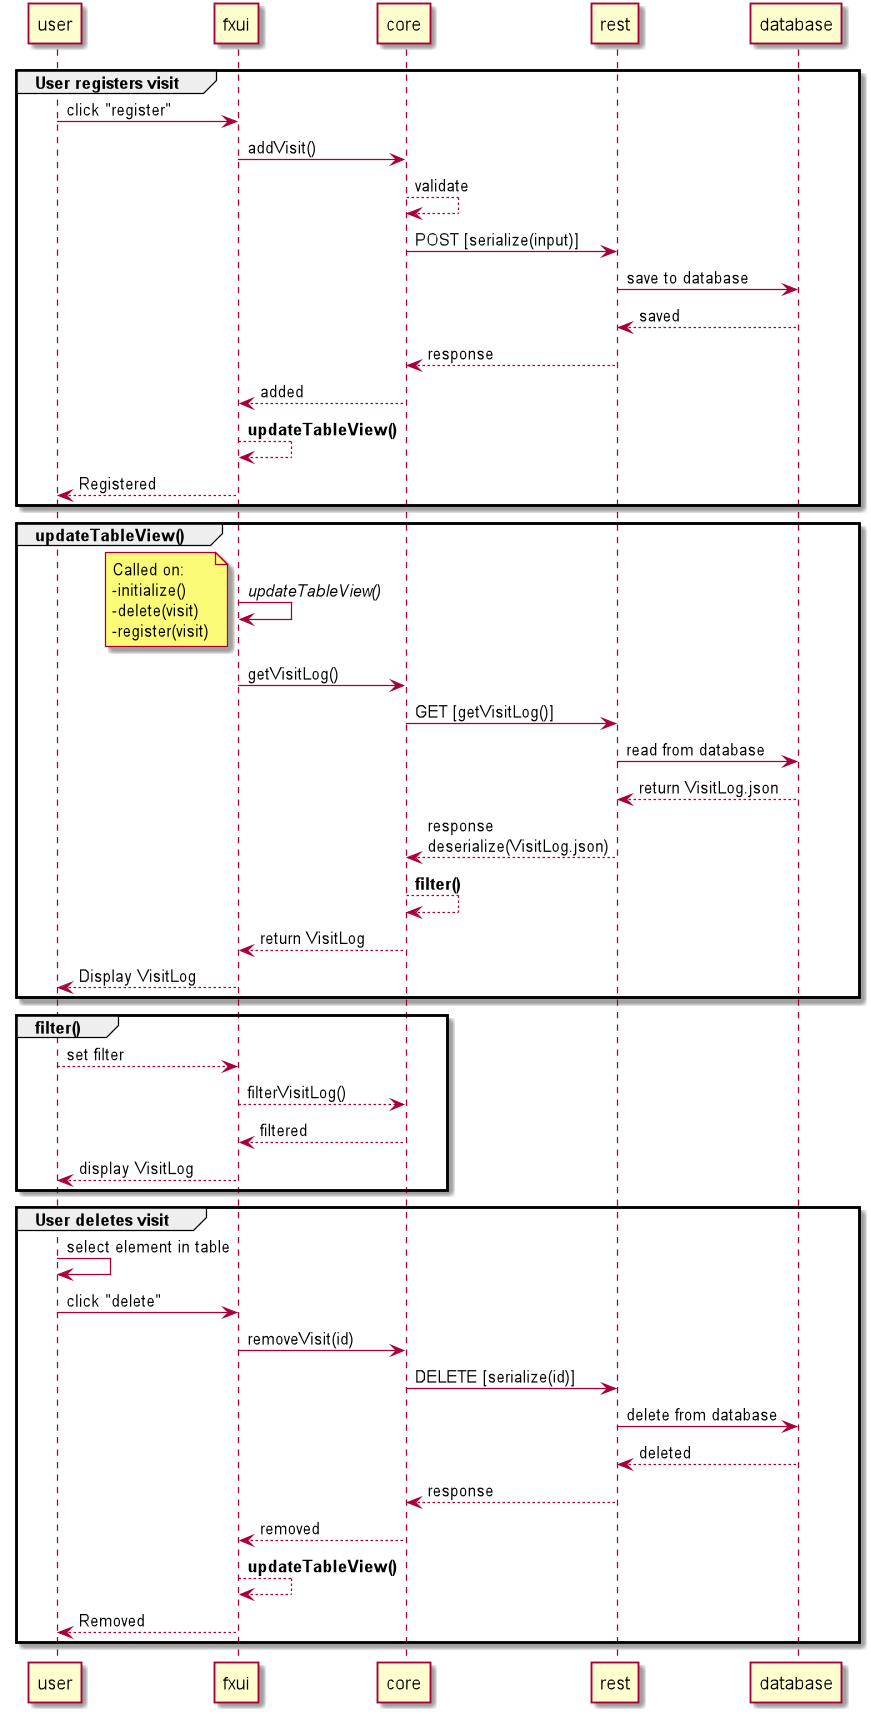 user
fxui
core
rest
database
User registers visit
click "register"
addVisit()
validate
POST [serialize(input)]
save to database
saved
response
added
updateTableView()
Registered
updateTableView()
Called on:
-initialize()
-delete(visit)
-register(visit)
updateTableView()
getVisitLog()
GET [getVisitLog()]
read from database
return VisitLog.json
response
deserialize(VisitLog.json)
filter()
return VisitLog
Display VisitLog
filter()
set filter
filterVisitLog()
filtered
display VisitLog
User deletes visit
select element in table
click "delete"
removeVisit(id)
DELETE [serialize(id)]
delete from database
deleted
response
removed
updateTableView()
Removed
user
fxui
core
rest
database